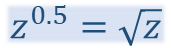 z^{0.5} = √z